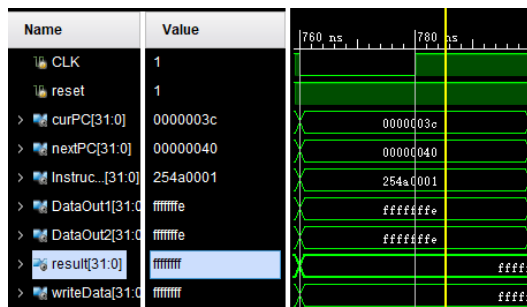 Name Value 760 ns 780 ns
CLK 1
reset 1
curPC[31:0] 0000003c 0000003c
nextPC[31:0] 00000040 00000040
Instruc...[31:0] 254a0001 254a0001
DataOut1[31:0 fffffffe fffffffe
DataOut2[31:0 fffffffe fffffffe
result[31:0] ffffffff ffff
writeData[31:0 ffffffff ffff